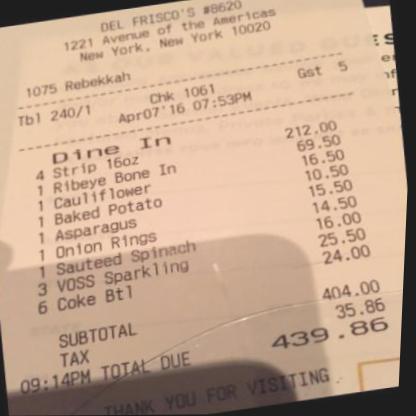 DEL FRISCO'S #8620
1221 Avenue of the Americas
New York, New York 10020
1075 Rebekkah
Tbl 240/1 Chk 1061 Gst 5
Apr07'16 07:53PM
Dine In
4 Strip 16oz 212.00
1 Ribeye Bone In 69.50
1 Cauliflower 16.50
1 Baked Potato 10.50
1 Asparagus 15.50
1 Onion Rings 14.50
1 Sauteed Spinach 16.00
3 VOSS Sparkling 25.50
6 Coke Btl 24.00
SUBTOTAL 404.00
TAX 35.86
09:14PM TOTAL DUE 439.86
THANK YOU FOR VISITING